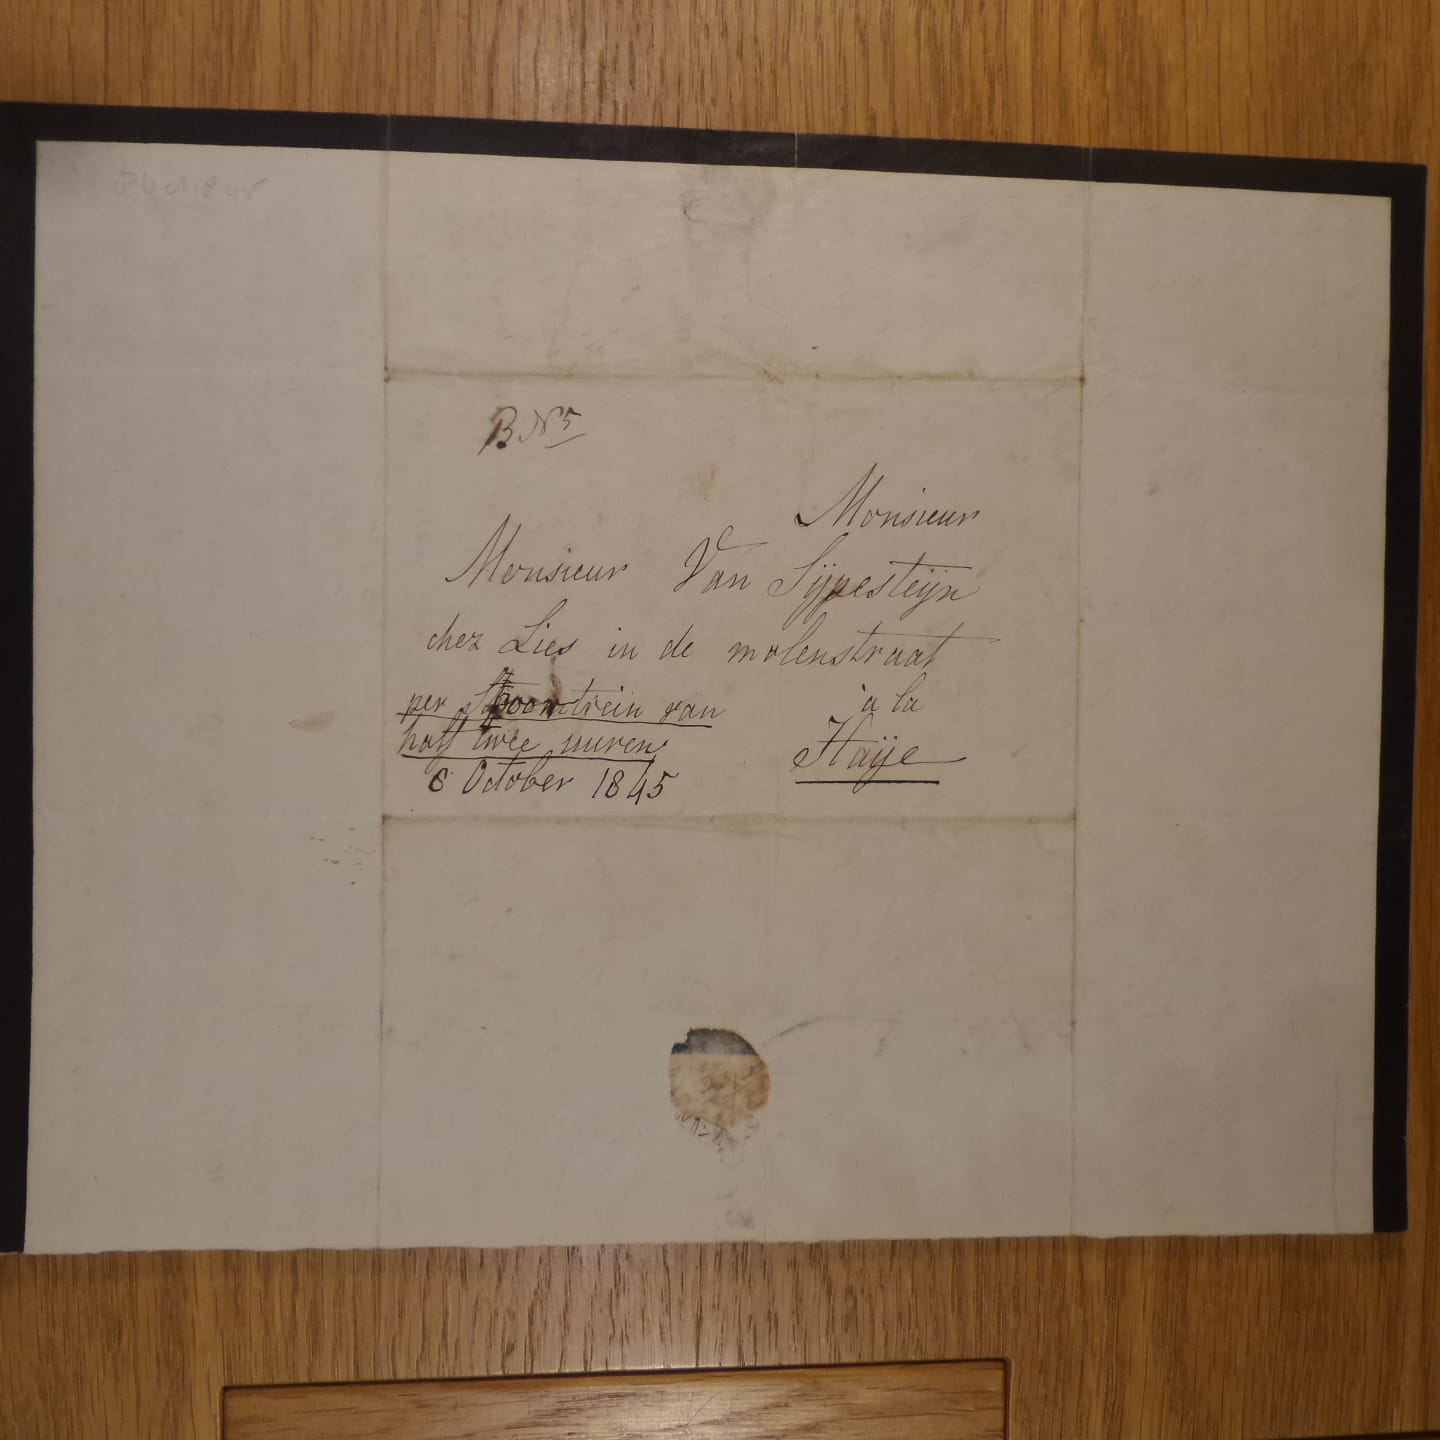 B N 5
Monsieur
Monsieur Van Sijpesteijn
chez Lies in de molenstraat
per Stoomtrein van
half twee uuren
à la
Haije
6 October 1845